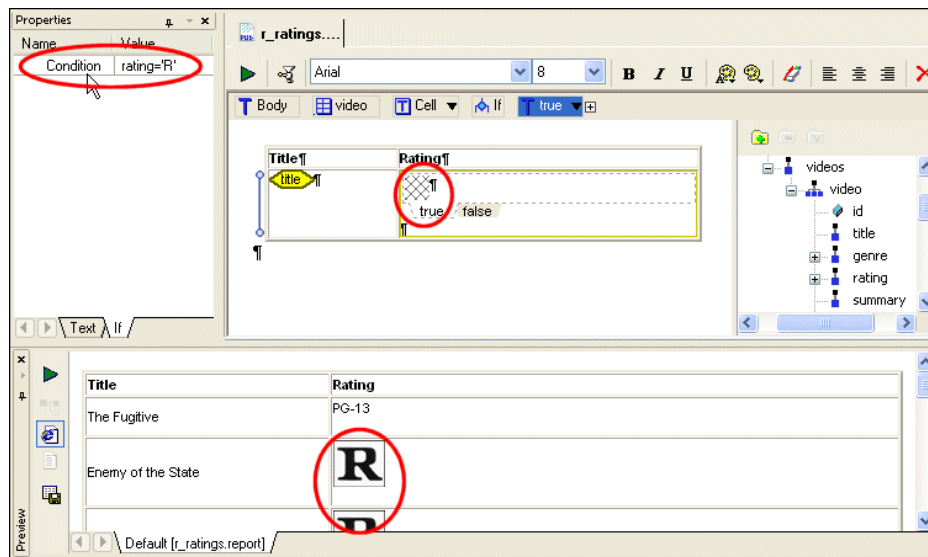 Properties
Name Value
Condition rating='R'
Text If
PUB r_ratings....
Arial 8 B I U
Body video Cell If true
Title¶ Rating¶
title ¶ ¶
true false
¶
¶
videos
video
id
title
genre
rating
summary
Preview
Title Rating
The Fugitive PG-13
Enemy of the State R
Default [r_ratings.report]